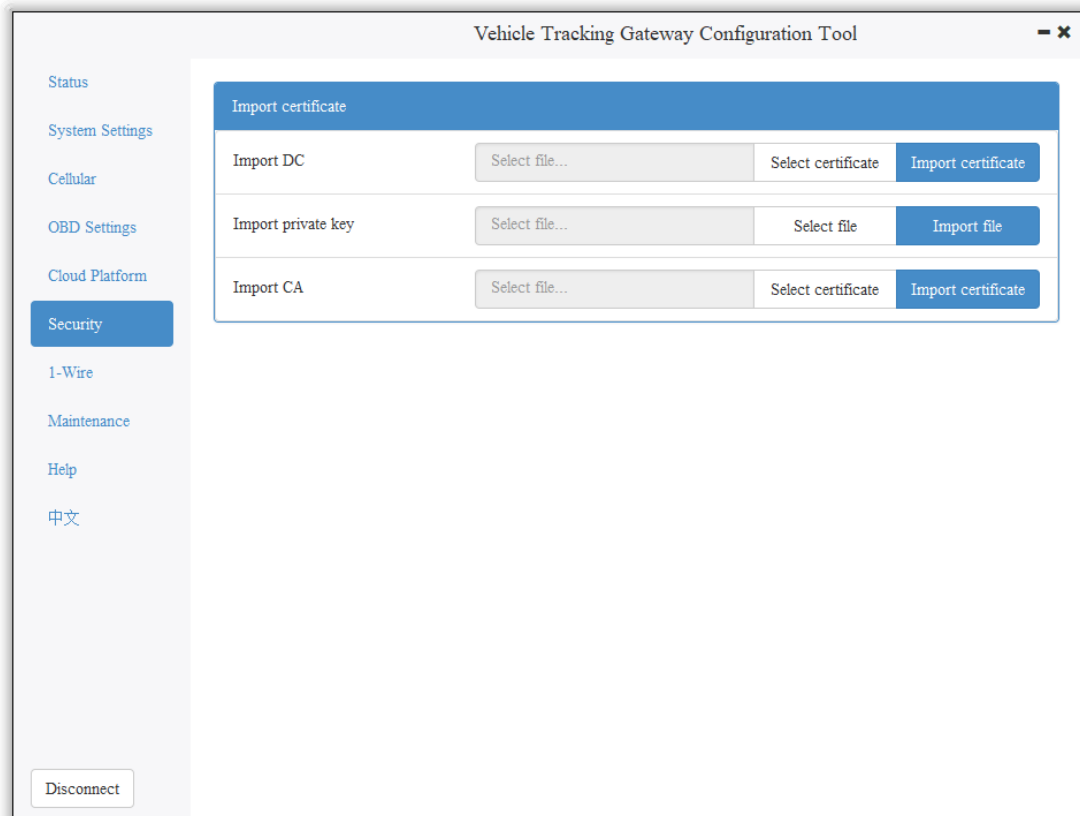 Vehicle Tracking Gateway Configuration Tool
Status
System Settings
Cellular
OBD Settings
Cloud Platform
Security
1-Wire
Maintenance
Help
中文
Disconnect
Import certificate
Import DC Select file... Select certificate Import certificate
Import private key Select file... Select file Import file
Import CA Select file... Select certificate Import certificate